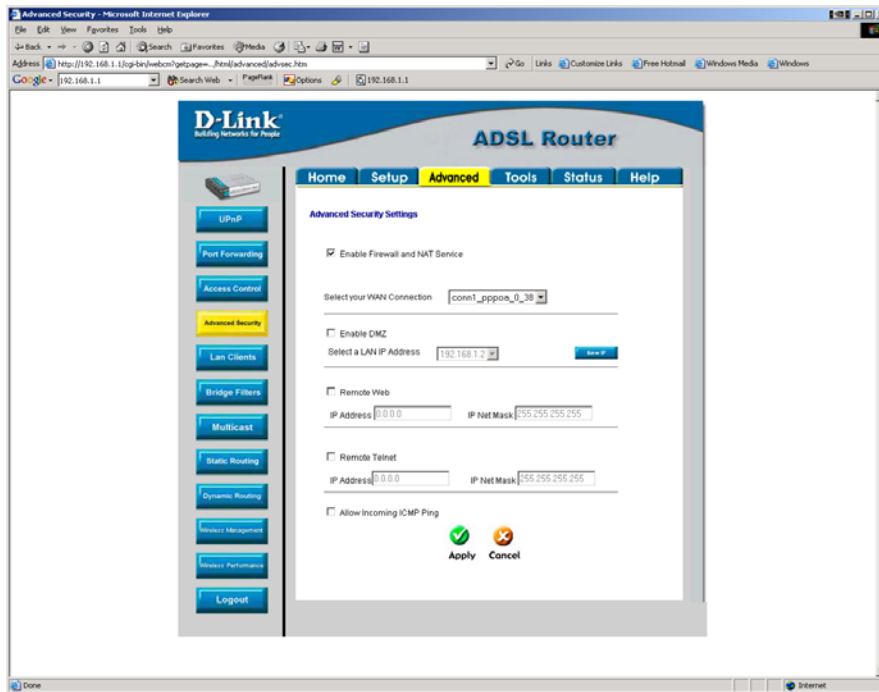 Advanced Security - Microsoft Internet Explorer
File Edit View Favorites Tools Help
Back Search Favorites Media
Address http://192.168.1.1/cgi-bin/webcm?getpage=../html/advanced/advsec.htm Go Links Customize Links Free Hotmail Windows Media Windows
Google 192.168.1.1 Search Web PageRank Options 192.168.1.1
D-Link
Building Networks for People
ADSL Router
Home Setup Advanced Tools Status Help
UPnP
Port Forwarding
Access Control
Advanced Security
Lan Clients
Bridge Filters
Multicast
Static Routing
Dynamic Routing
Wireless Management
Wireless Performance
Logout
Advanced Security Settings
Enable Firewall and NAT Service
Select your WAN Connection conn1_pppoa_0_38
Enable DMZ
Select a LAN IP Address 192.168.1.2 New IP
Remote Web
IP Address 0.0.0.0 IP Net Mask 255.255.255.255
Remote Telnet
IP Address 0.0.0.0 IP Net Mask 255.255.255.255
Allow Incoming ICMP Ping
Apply Cancel
Done Internet